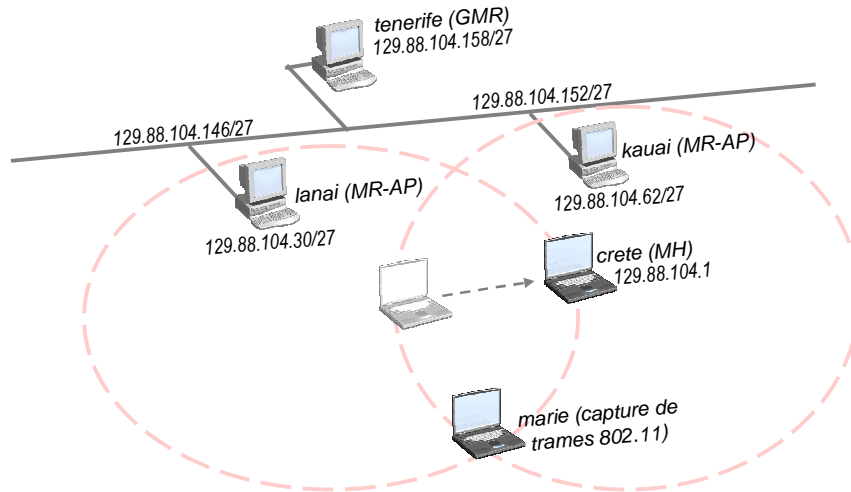 tenerife (GMR)
129.88.104.158/27
129.88.104.152/27
129.88.104.146/27
kauai (MR-AP)
lanai (MR-AP)
129.88.104.62/27
129.88.104.30/27
crete (MH)
129.88.104.1
marie (capture de
trames 802.11)